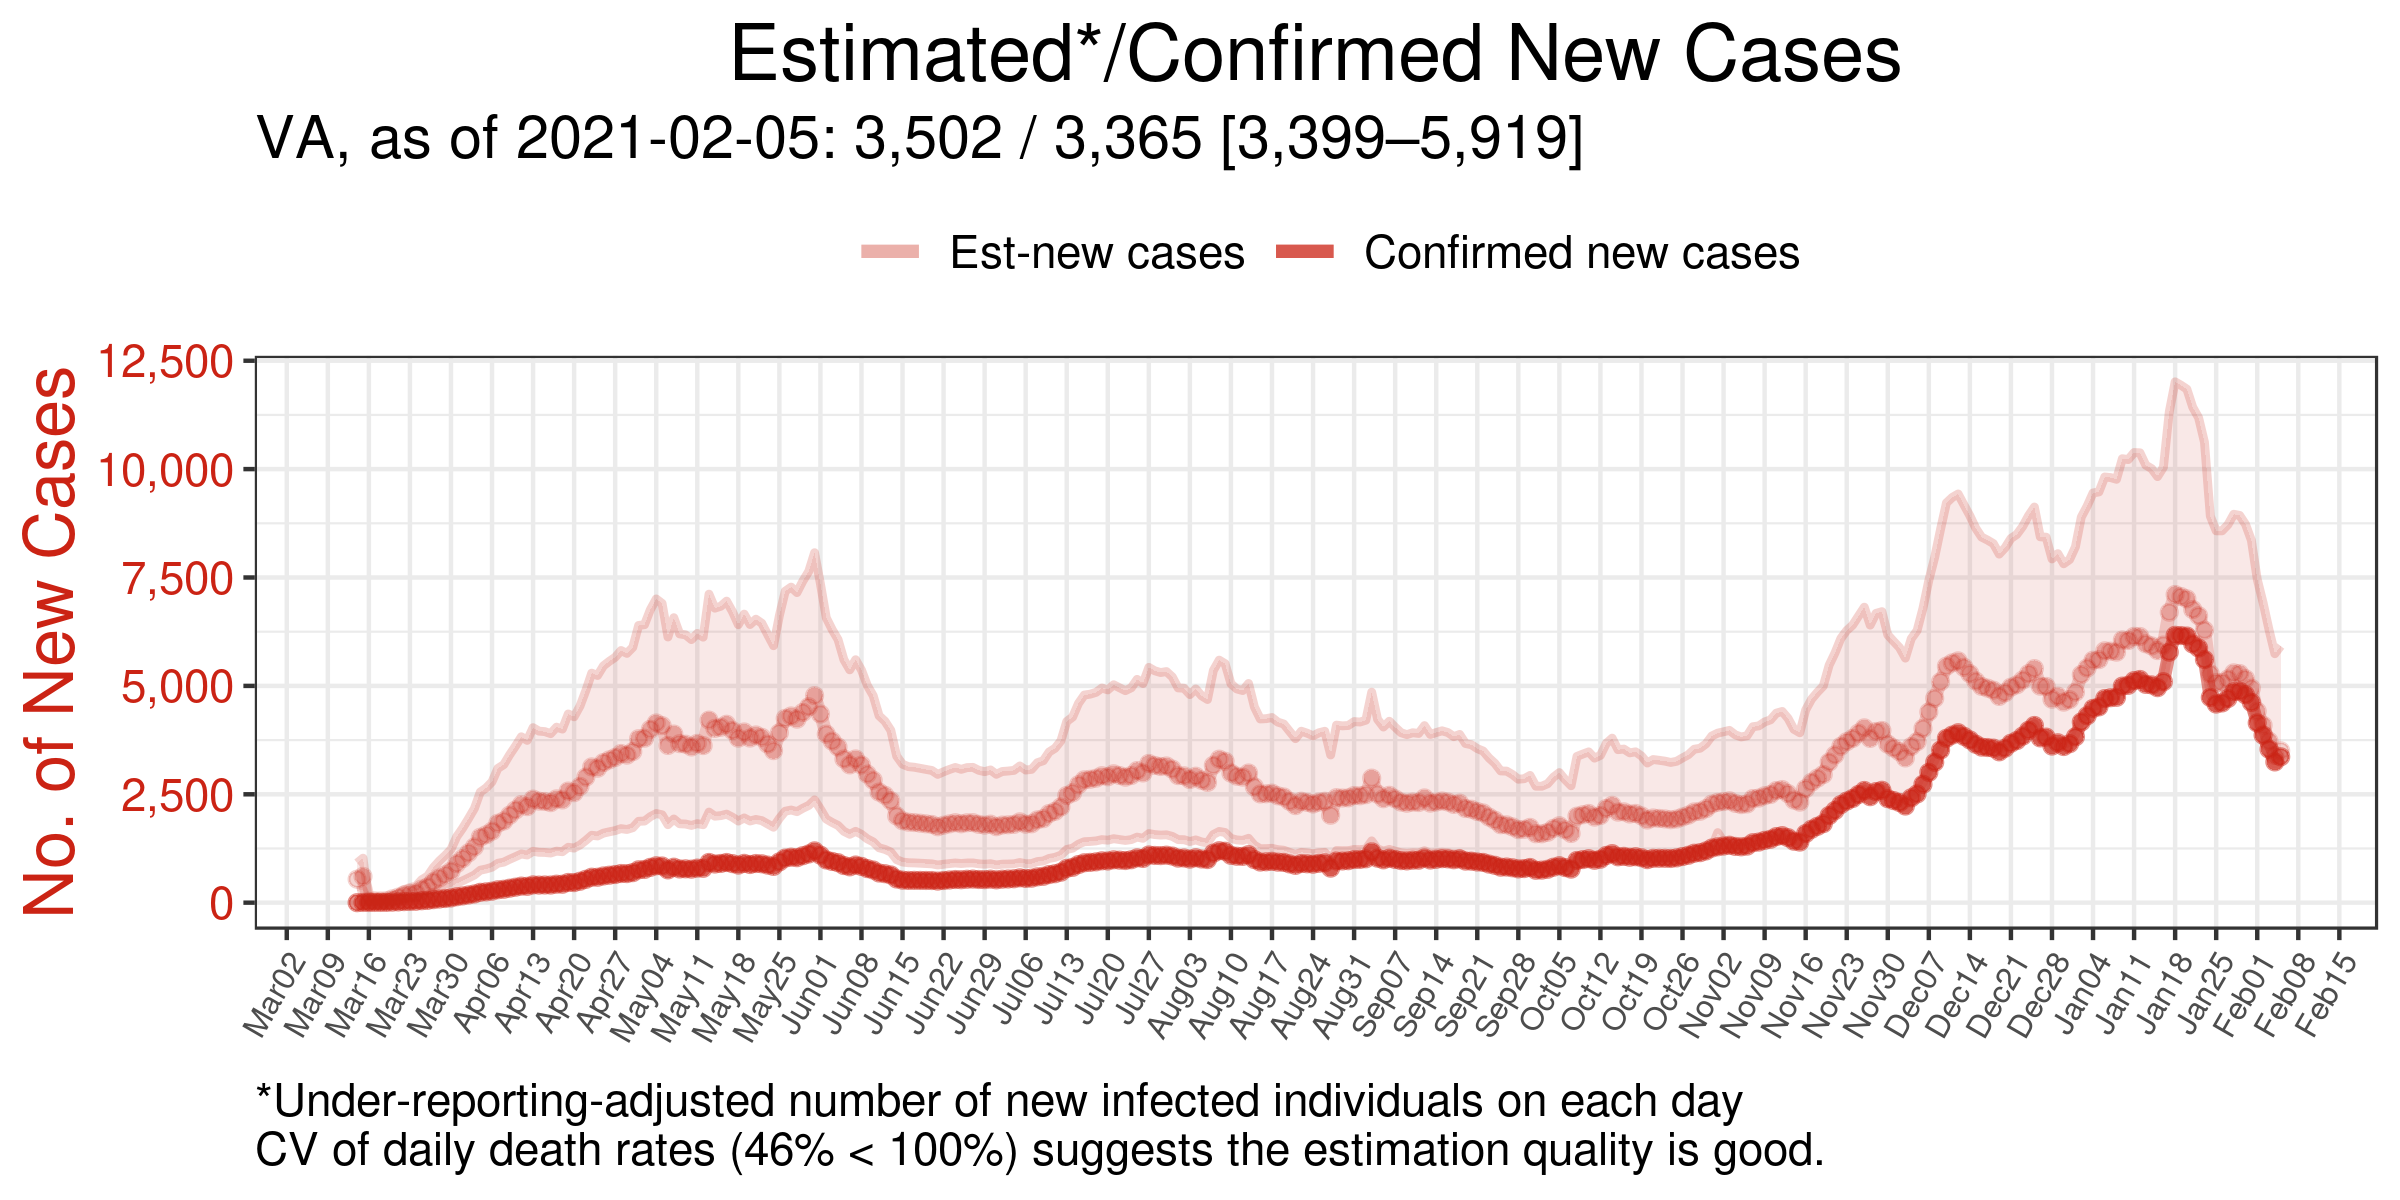 Estimated*/Confirmed New Cases
VA, as of 2021-02-05: 3,502 / 3,365 [3,399–5,919]
Est-new cases
Confirmed new cases
No. of New Cases
12,500
10,000
7,500
5,000
2,500
0
Mar02
Mar09
Mar16
Mar23
Mar30
Apr06
Apr13
Apr20
Apr27
May04
May11
May18
May25
Jun01
Jun08
Jun15
Jun22
Jun29
Jul06
Jul13
Jul20
Jul27
Aug03
Aug10
Aug17
Aug24
Aug31
Sep07
Sep14
Sep21
Sep28
Oct05
Oct12
Oct19
Oct26
Nov02
Nov09
Nov16
Nov23
Nov30
Dec07
Dec14
Dec21
Dec28
Jan04
Jan11
Jan18
Jan25
Feb01
Feb08
Feb15
*Under-reporting-adjusted number of new infected individuals on each day
CV of daily death rates (46% < 100%) suggests the estimation quality is good.